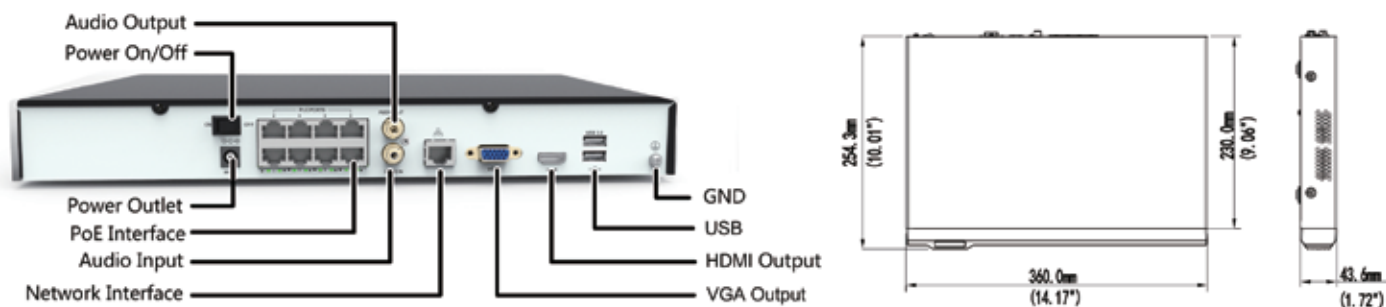 Audio Output
Power On/Off
Power Outlet
PoE Interface
Audio Input
Network Interface
GND
USB
HDMI Output
VGA Output
254.3mm
(10.01")
230.0mm
(9.06")
360.0mm
(14.17")
43.6mm
(1.72")